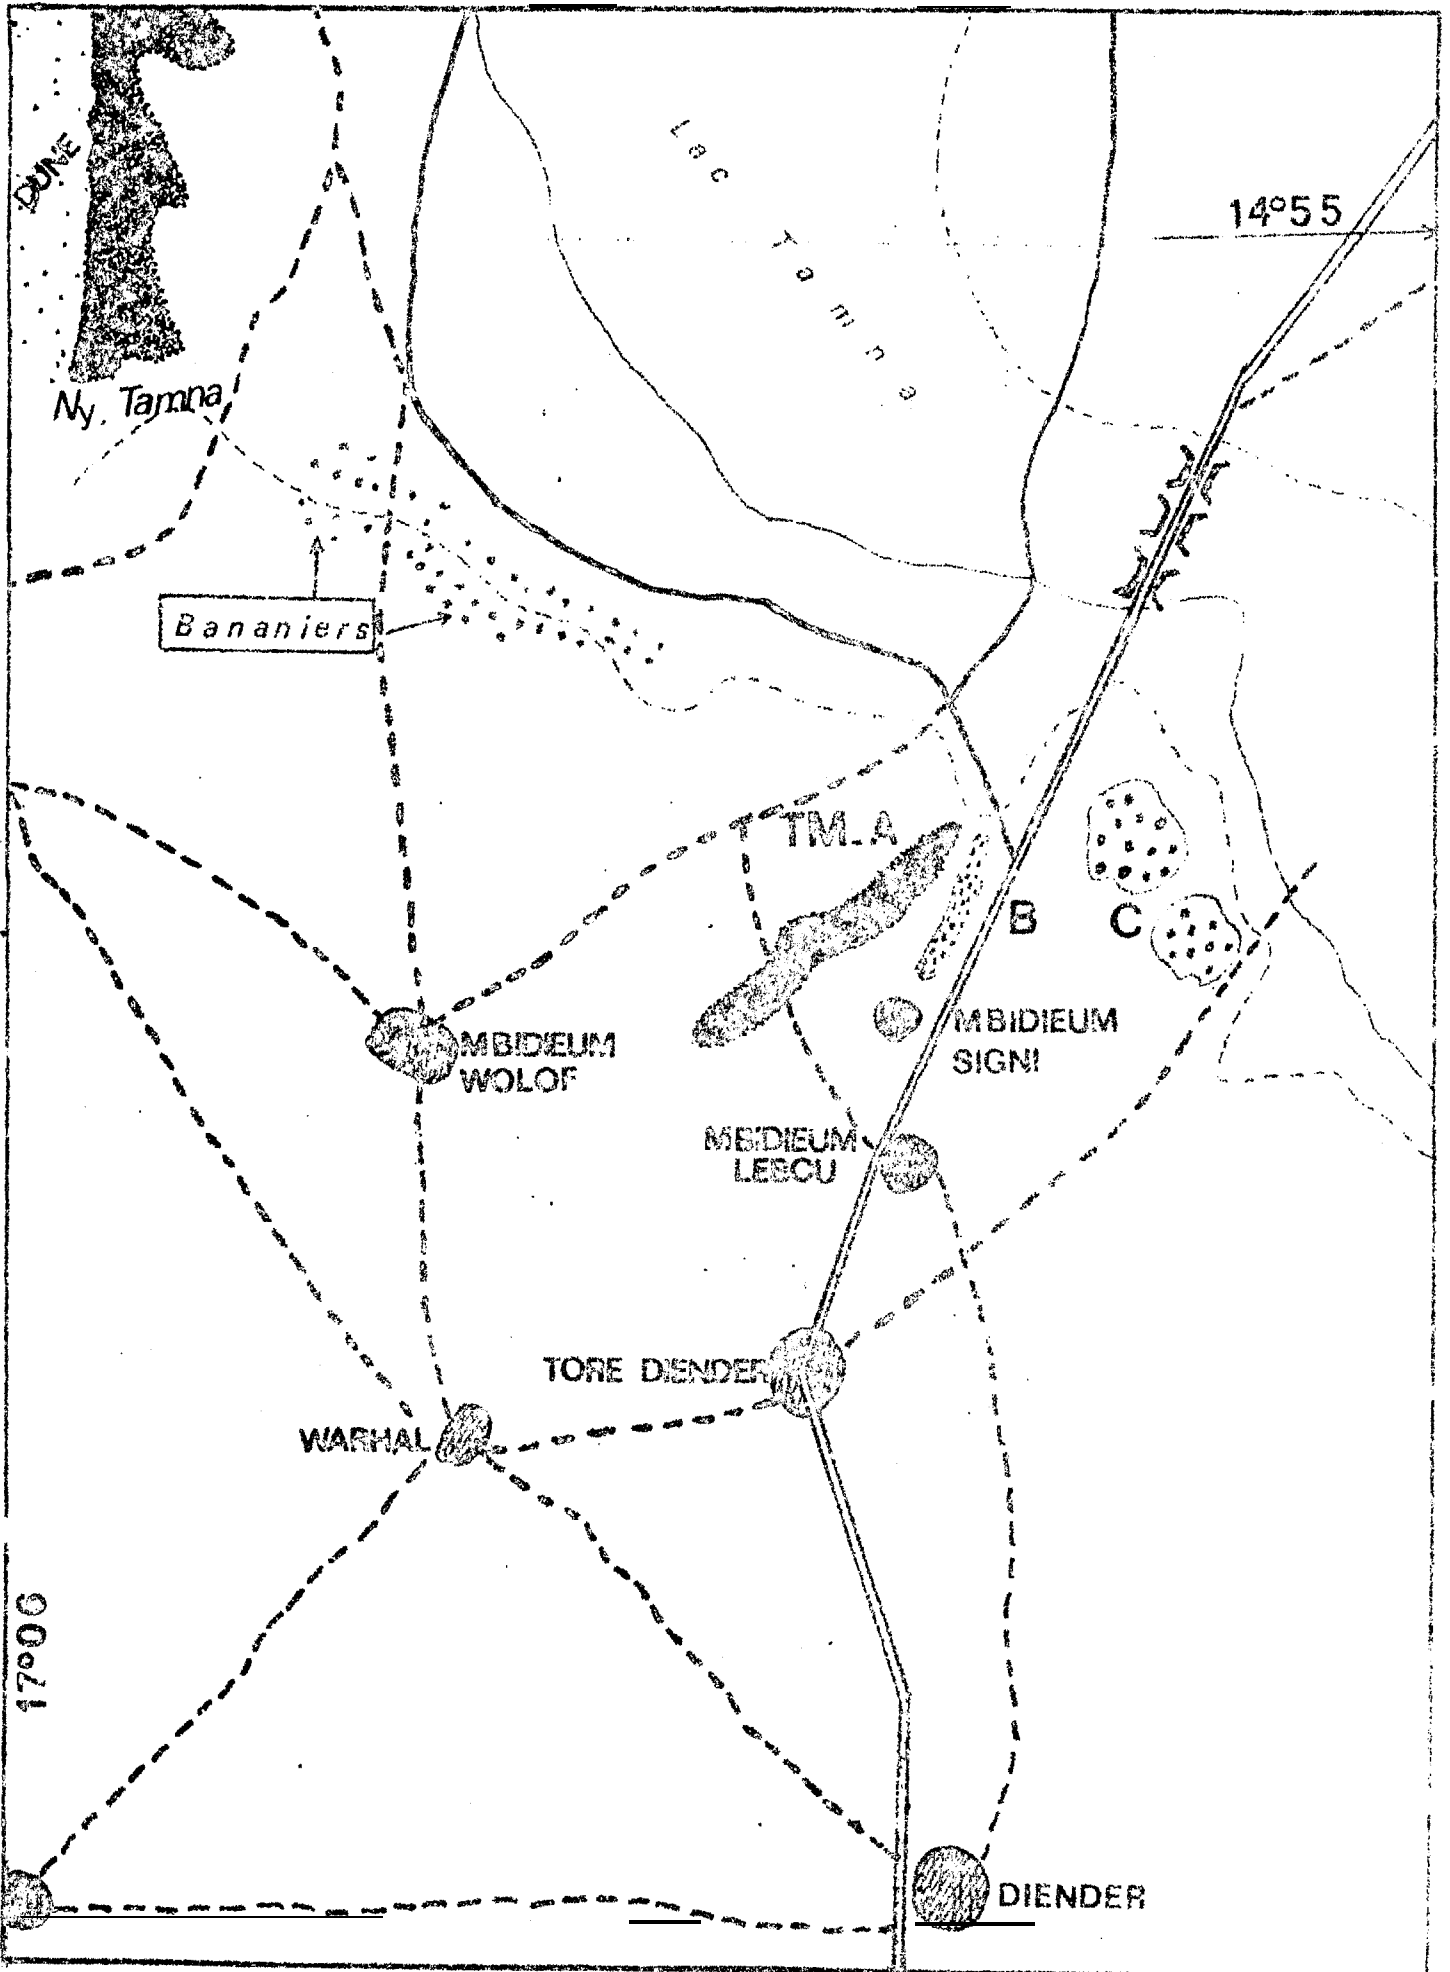 DUNE
Lac Tamna
14°55
Ny. Tamna
Bananiers
TM.A
B
C
MBIDIEUM
WOLOF
MBIDIEUM
SIGNI
MBIDIEUM
LEBOU
TORE DIENDER
WARHAL
17°06
DIENDER